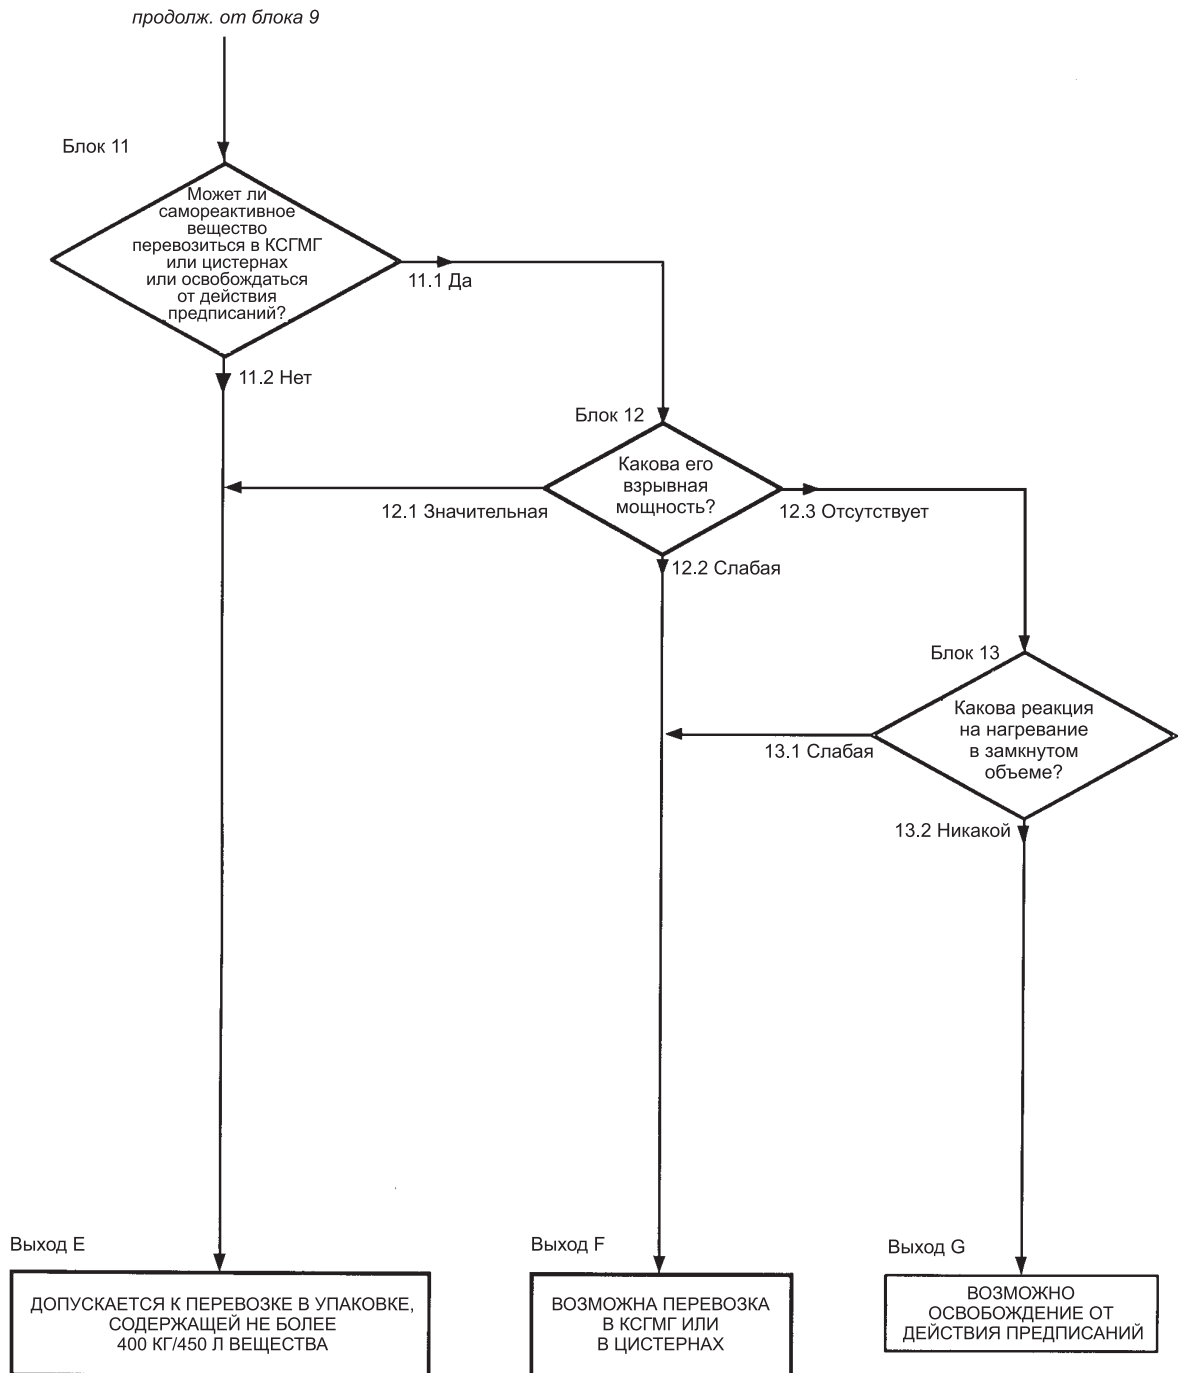 продолж. от блока 9
Блок 11
Может ли
самореактивное
вещество
перевозиться в КСГМГ
или цистернах
или освобождаться
от действия
предписаний?
11.1 Да
11.2 Нет
Блок 12
Какова его
взрывная
мощность?
12.1 Значительная
12.3 Отсутствует
12.2 Слабая
Блок 13
Какова реакция
на нагревание
в замкнутом
объеме?
13.1 Слабая
13.2 Никакой
Выход E
ДОПУСКАЕТСЯ К ПЕРЕВОЗКЕ В УПАКОВКЕ,
СОДЕРЖАЩЕЙ НЕ БОЛЕЕ
400 КГ/450 Л ВЕЩЕСТВА
Выход F
ВОЗМОЖНА ПЕРЕВОЗКА
В КСГМГ ИЛИ
В ЦИСТЕРНАХ
Выход G
ВОЗМОЖНО
ОСВОБОЖДЕНИЕ ОТ
ДЕЙСТВИЯ ПРЕДПИСАНИЙ